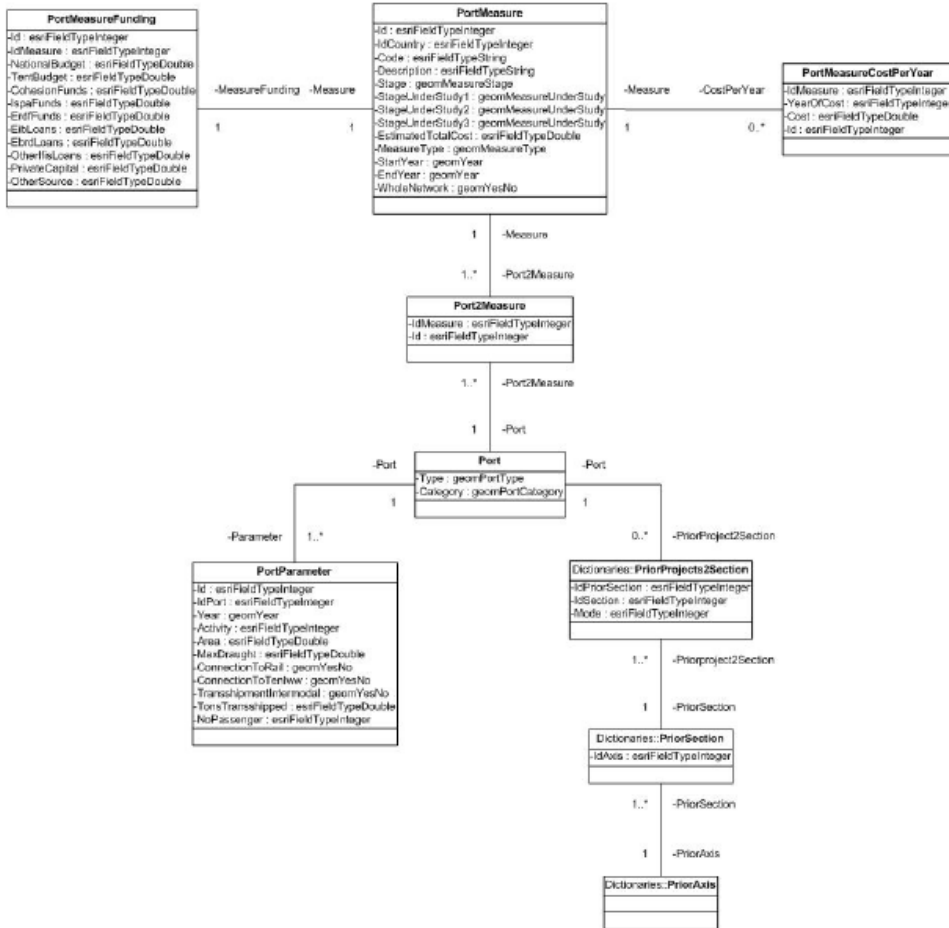 PortMeasureFunding
-Id : esriFieldTypeInteger
-IdMeasure : esriFieldTypeInteger
-NationalBudget : esriFieldTypeDouble
-TentBudget : esriFieldTypeDouble
-CohesionFunds : esriFieldTypeDouble
-IspaFunds : esriFieldTypeDouble
-ErdfFunds : esriFieldTypeDouble
-EibLoans : esriFieldTypeDouble
-EbrdLoans : esriFieldTypeDouble
-OtherIfisLoans : esriFieldTypeDouble
-PrivateCapital : esriFieldTypeDouble
-OtherSource : esriFieldTypeDouble
-MeasureFunding -Measure
1 1
PortMeasure
-Id : esriFieldTypeInteger
-IdCountry : esriFieldTypeInteger
-Code : esriFieldTypeString
-Description : esriFieldTypeString
-Stage : geomMeasureStage
-StageUnderStudy1 : geomMeasureUnderStudy
-StageUnderStudy2 : geomMeasureUnderStudy
-StageUnderStudy3 : geomMeasureUnderStudy
-EstimatedTotalCost : esriFieldTypeDouble
-MeasureType : geomMeasureType
-StartYear : geomYear
-EndYear : geomYear
-WholeNetwork : geomYesNo
-Measure -CostPerYear
1 0..*
PortMeasureCostPerYear
-IdMeasure : esriFieldTypeInteger
-YearOfCost : esriFieldTypeInteger
-Cost : esriFieldTypeDouble
-Id : esriFieldTypeInteger
1 -Measure
1..* -Port2Measure
Port2Measure
-IdMeasure : esriFieldTypeInteger
-Id : esriFieldTypeInteger
1..* -Port2Measure
1 -Port
Port
-Type : geomPortType
-Category : geomPortCategory
-Port
1
-Parameter 1..*
-Port
1
0..* -PriorProject2Section
PortParameter
-Id : esriFieldTypeInteger
-IdPort : esriFieldTypeInteger
-Year : geomYear
-Activity : esriFieldTypeInteger
-Area : esriFieldTypeDouble
-MaxDraught : esriFieldTypeDouble
-ConnectionToRail : geomYesNo
-ConnectionToTenIww : geomYesNo
-TransshipmentIntermodal : geomYesNo
-TonsTransshipped : esriFieldTypeDouble
-NoPassenger : esriFieldTypeInteger
Dictionaries::PriorProjects2Section
-IdPriorSection : esriFieldTypeInteger
-IdSection : esriFieldTypeInteger
-Mode : esriFieldTypeInteger
1..* -Priorproject2Section
1 -PriorSection
Dictionaries::PriorSection
-IdAxis : esriFieldTypeInteger
1..* -PriorSection
1 -PriorAxis
Dictionaries::PriorAxis